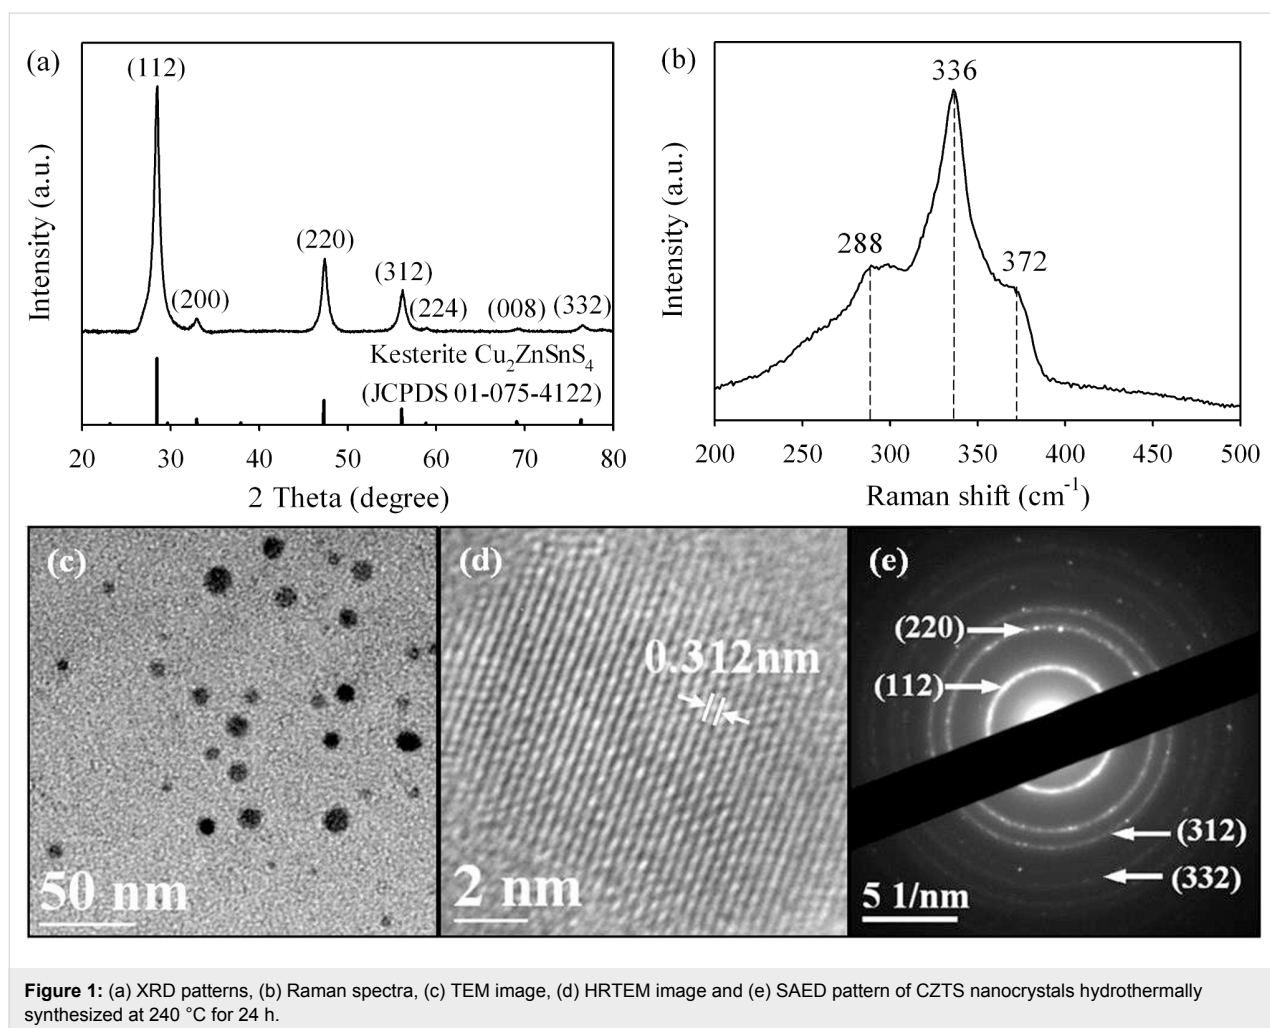 (a)
(112)
(200)
(220)
(312)
(224)
(008)
(332)
Kesterite Cu₂ZnSnS₄
(JCPDS 01-075-4122)
Intensity (a.u.)
20 30 40 50 60 70 80
2 Theta (degree)
(b)
336
288
372
Intensity (a.u.)
200 250 300 350 400 450 500
Raman shift (cm⁻¹)
(c)
50 nm
(d)
0.312nm
2 nm
(e)
(220)
(112)
(312)
(332)
5 1/nm
Figure 1: (a) XRD patterns, (b) Raman spectra, (c) TEM image, (d) HRTEM image and (e) SAED pattern of CZTS nanocrystals hydrothermally
synthesized at 240 °C for 24 h.